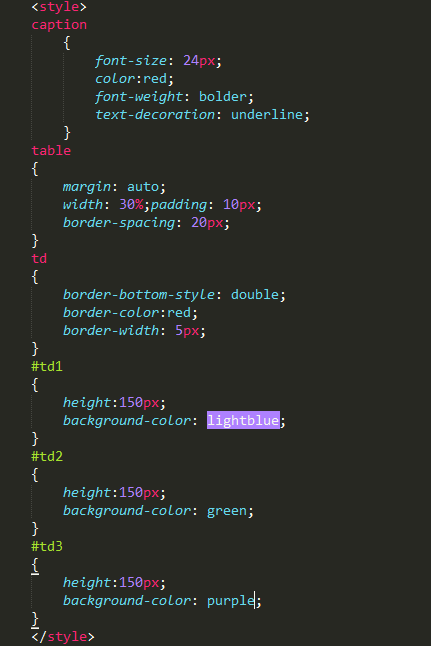 <style>
caption
{
font-size: 24px;
color:red;
font-weight: bolder;
text-decoration: underline;
}
table
{
margin: auto;
width: 30%;padding: 10px;
border-spacing: 20px;
}
td
{
border-bottom-style: double;
border-color:red;
border-width: 5px;
}
#td1
{
height:150px;
background-color: lightblue;
}
#td2
{
height:150px;
background-color: green;
}
#td3
{
height:150px;
background-color: purple;
}
</style>